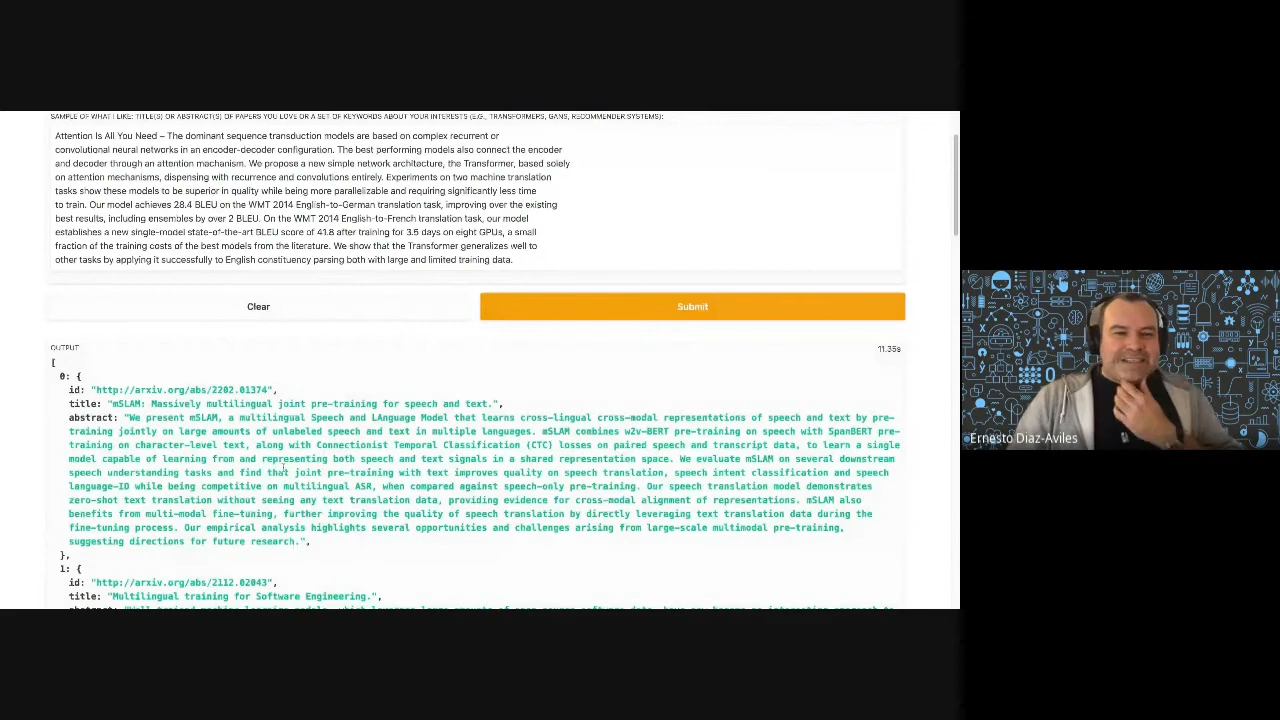 SAMPLE OF WHAT I LIKE: TITLE(S) OR ABSTRACT(S) OF PAPERS YOU LOVE OR A SET OF KEYWORDS ABOUT YOUR INTERESTS (E.G., TRANSFORMERS, GANS, RECOMMENDER SYSTEMS):
Attention Is All You Need – The dominant sequence transduction models are based on complex recurrent or
convolutional neural networks in an encoder-decoder configuration. The best performing models also connect the encoder
and decoder through an attention mechanism. We propose a new simple network architecture, the Transformer, based solely
on attention mechanisms, dispensing with recurrence and convolutions entirely. Experiments on two machine translation
tasks show these models to be superior in quality while being more parallelizable and requiring significantly less time
to train. Our model achieves 28.4 BLEU on the WMT 2014 English-to-German translation task, improving over the existing
best results, including ensembles by over 2 BLEU. On the WMT 2014 English-to-French translation task, our model
establishes a new single-model state-of-the-art BLEU score of 41.8 after training for 3.5 days on eight GPUs, a small
fraction of the training costs of the best models from the literature. We show that the Transformer generalizes well to
other tasks by applying it successfully to English constituency parsing both with large and limited training data.
Clear
Submit
OUTPUT
11.35s
[
0: {
id: "http://arxiv.org/abs/2202.01374",
title: "mSLAM: Massively multilingual joint pre-training for speech and text.",
abstract: "We present mSLAM, a multilingual Speech and LAnguage Model that learns cross-lingual cross-modal representations of speech and text by pre-
training jointly on large amounts of unlabeled speech and text in multiple languages. mSLAM combines w2v-BERT pre-training on speech with SpanBERT pre-
training on character-level text, along with Connectionist Temporal Classification (CTC) losses on paired speech and transcript data, to learn a single
model capable of learning from and representing both speech and text signals in a shared representation space. We evaluate mSLAM on several downstream
speech understanding tasks and find that joint pre-training with text improves quality on speech translation, speech intent classification and speech
language-ID while being competitive on multilingual ASR, when compared against speech-only pre-training. Our speech translation model demonstrates
zero-shot text translation without seeing any text translation data, providing evidence for cross-modal alignment of representations. mSLAM also
benefits from multi-modal fine-tuning, further improving the quality of speech translation by directly leveraging text translation data during the
fine-tuning process. Our empirical analysis highlights several opportunities and challenges arising from large-scale multimodal pre-training,
suggesting directions for future research.",
},
1: {
id: "http://arxiv.org/abs/2112.02043",
title: "Multilingual training for Software Engineering.",
Ernesto Diaz-Aviles